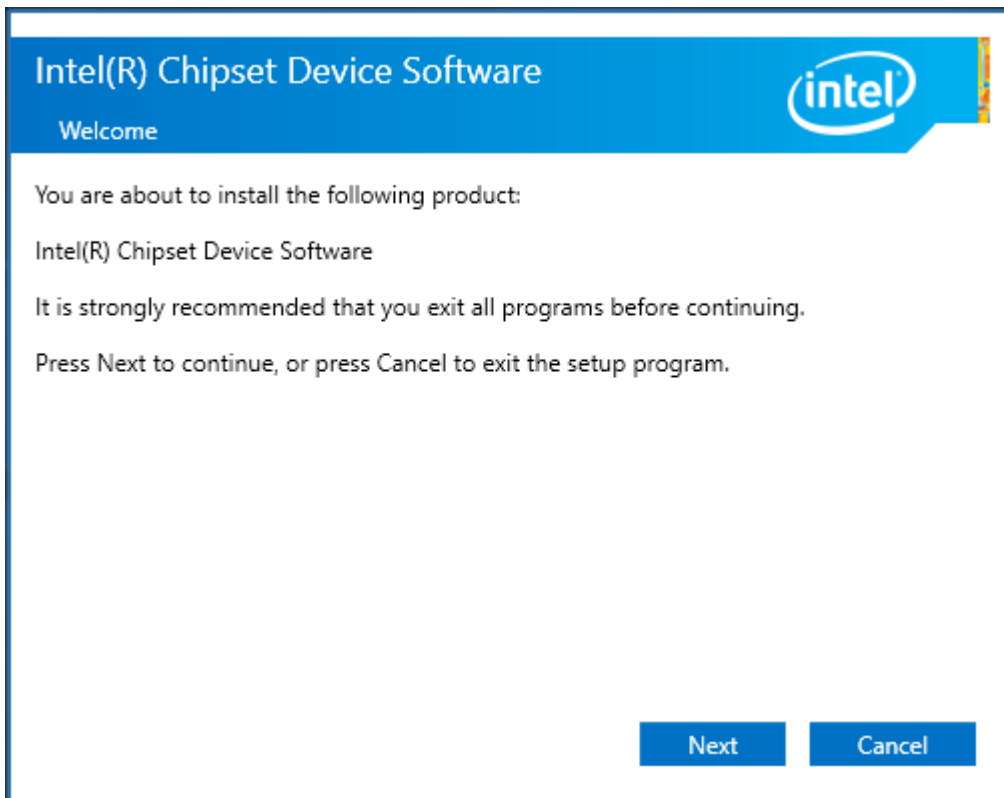 Intel(R) Chipset Device Software
intel
Welcome
You are about to install the following product:
Intel(R) Chipset Device Software
It is strongly recommended that you exit all programs before continuing.
Press Next to continue, or press Cancel to exit the setup program.
Next
Cancel